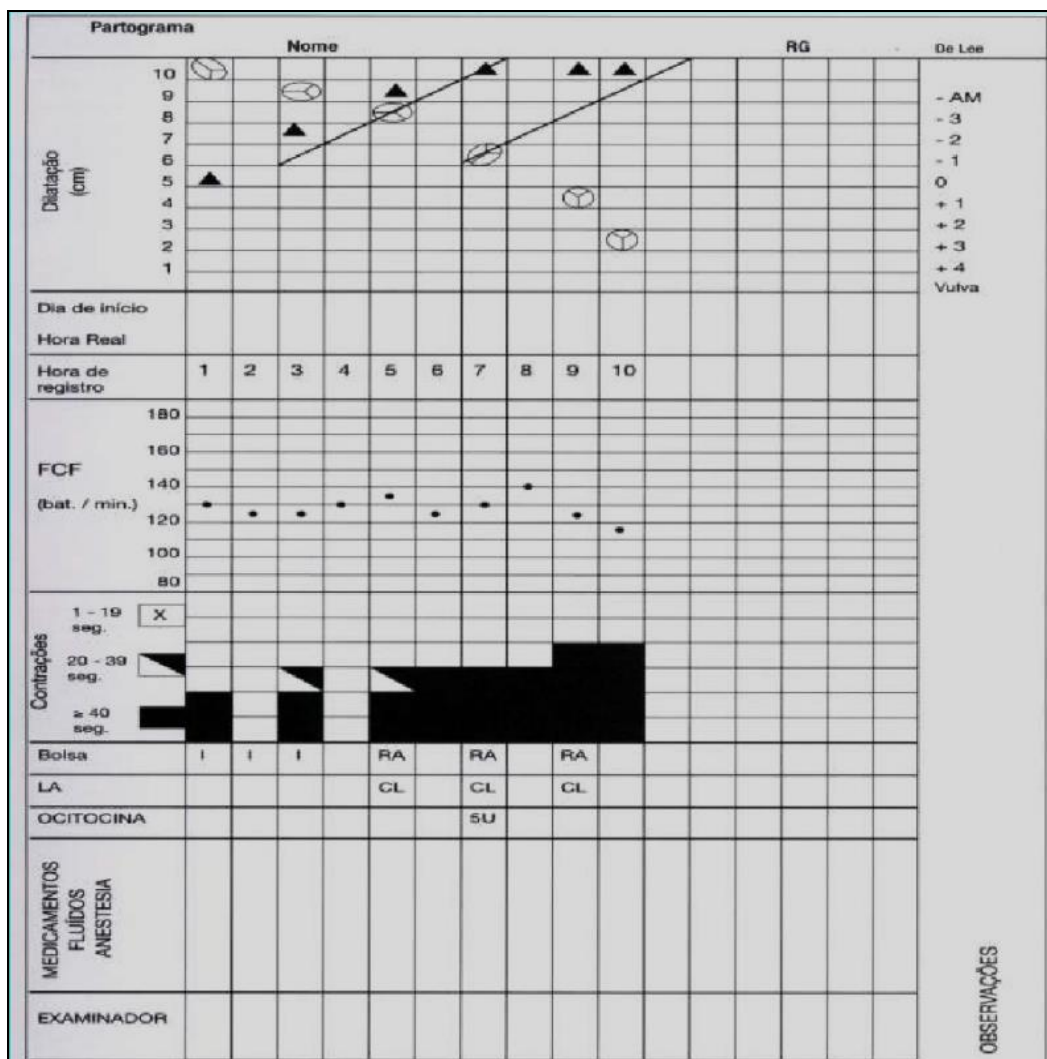 Partograma
Nome RG De Lee
Dilatação
(cm)
10
9 - AM
8 - 3
7 - 2
6 - 1
5 0
4 + 1
3 + 2
2 + 3
1 + 4
Vulva
Dia de início
Hora Real
Hora de
registro 1 2 3 4 5 6 7 8 9 10
FCF
(bat. / min.)
180
160
140
120
100
80
Contrações
1 - 19
seg. X
20 - 39
seg.
≥ 40
seg.
Bolsa I I I RA RA RA
LA CL CL CL
OCITOCINA 5U
MEDICAMENTOS
FLUÍDOS
ANESTESIA
EXAMINADOR
OBSERVAÇÕES